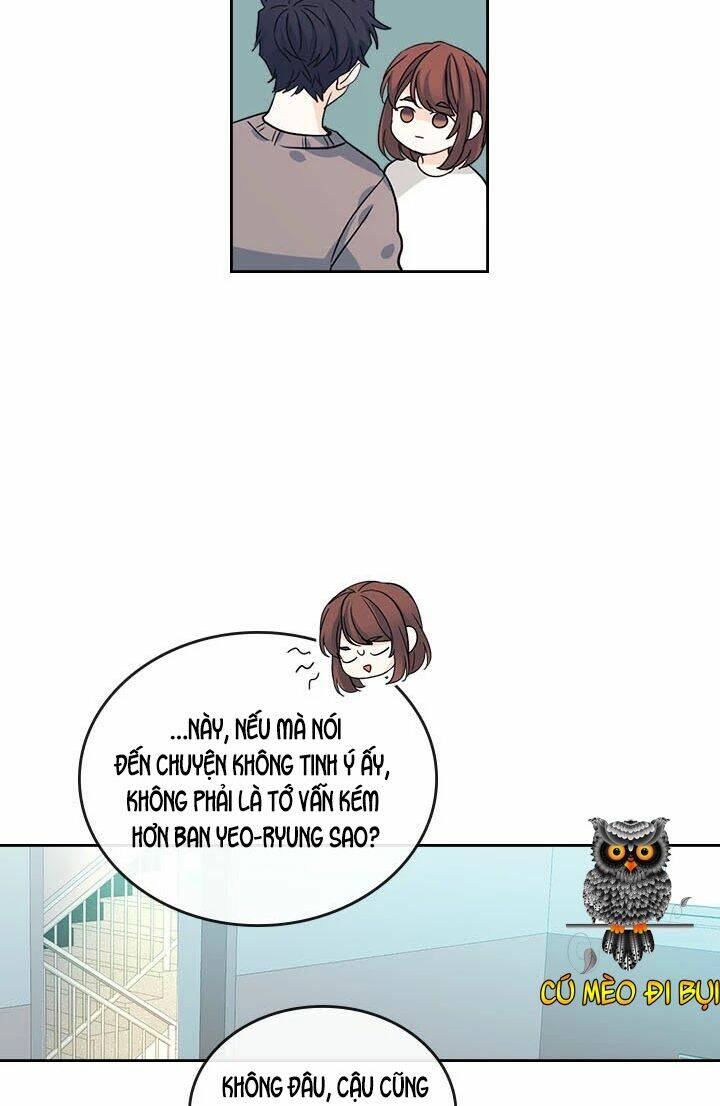 ...NÀY, NẾU MÀ NÓI
ĐẾN CHUYỆN KHÔNG TINH Ý ẤY,
KHÔNG PHẢI LÀ TỚ VẪN KÉM
HƠN BAN YEO-RYUNG SAO?
CÚ MÈO ĐI BỤI
KHÔNG ĐÂU, CẬU CŨNG